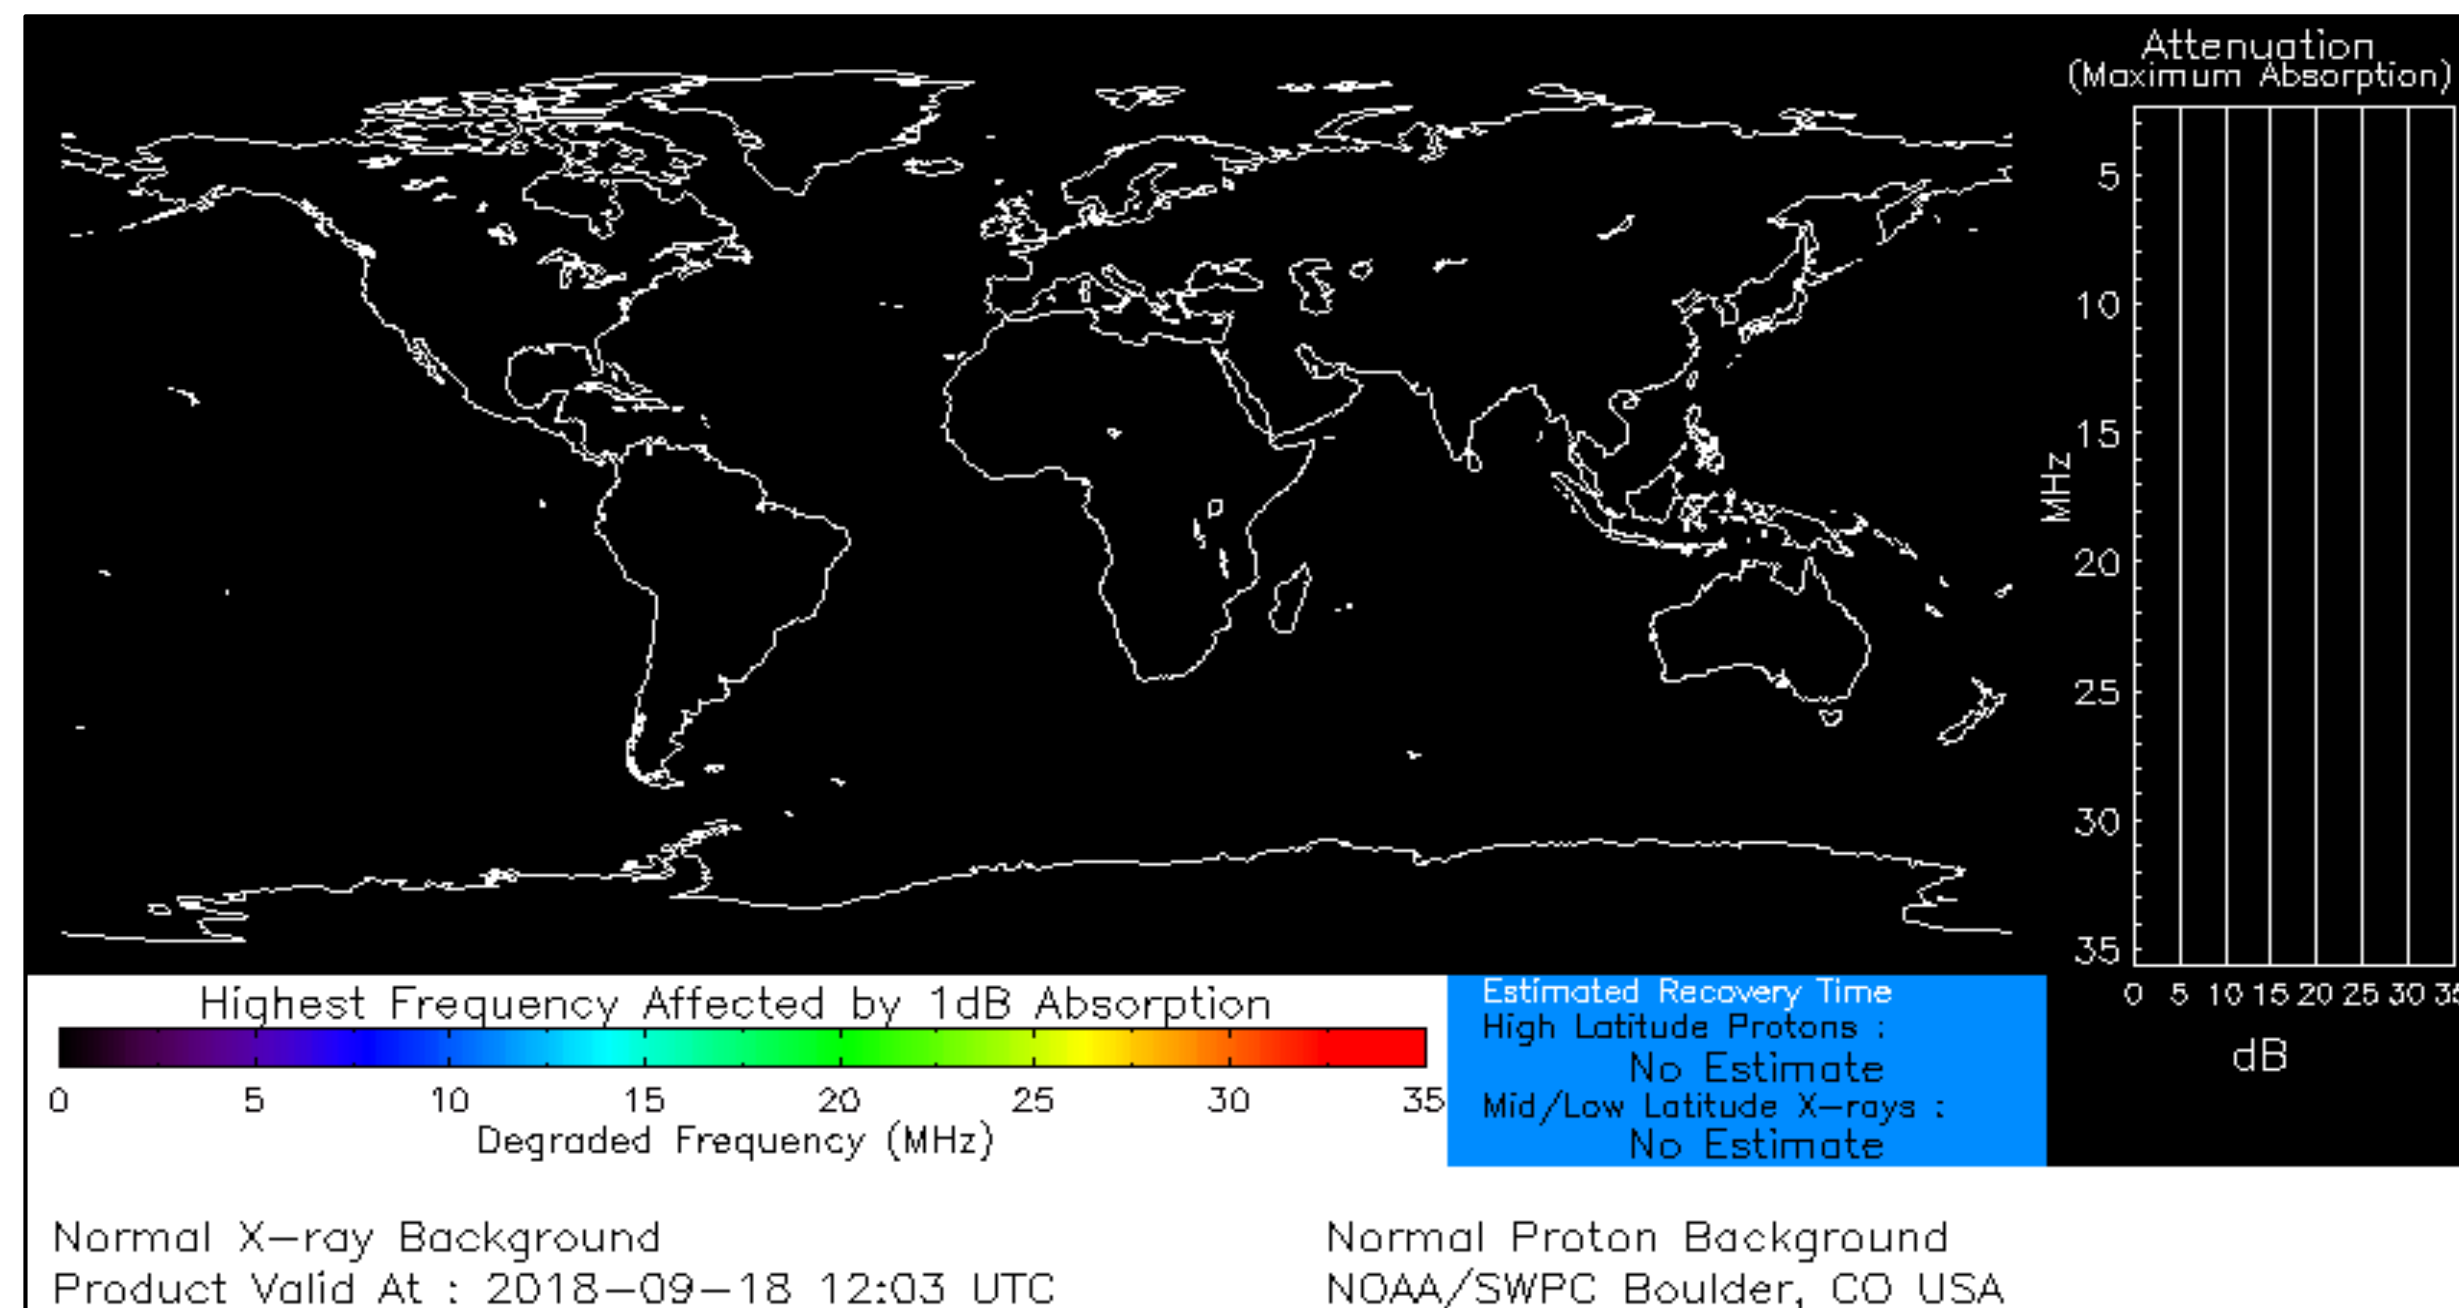 Attenuation
(Maximum Absorption)
5
10
15
20
25
30
35
MHz
0 5 10 15 20 25 30 35
dB
Highest Frequency Affected by 1dB Absorption
0 5 10 15 20 25 30 35
Degraded Frequency (MHz)
Estimated Recovery Time
High Latitude Protons :
No Estimate
Mid/Low Latitude X-rays :
No Estimate
Normal X-ray Background
Normal Proton Background
Product Valid At : 2018-09-18 12:03 UTC
NOAA/SWPC Boulder, CO USA